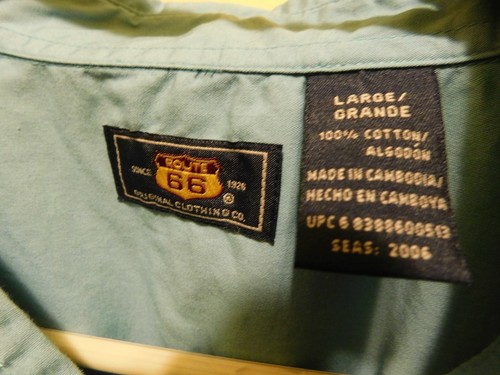 ROUTE
66
SINCE 1926
ORIGINAL CLOTHING CO. ®
LARGE/
GRANDE
100% COTTON/
ALGODÓN
MADE IN CAMBODIA/
HECHO EN CAMBOYA
UPC 6 8388600513
SEAS: 2006